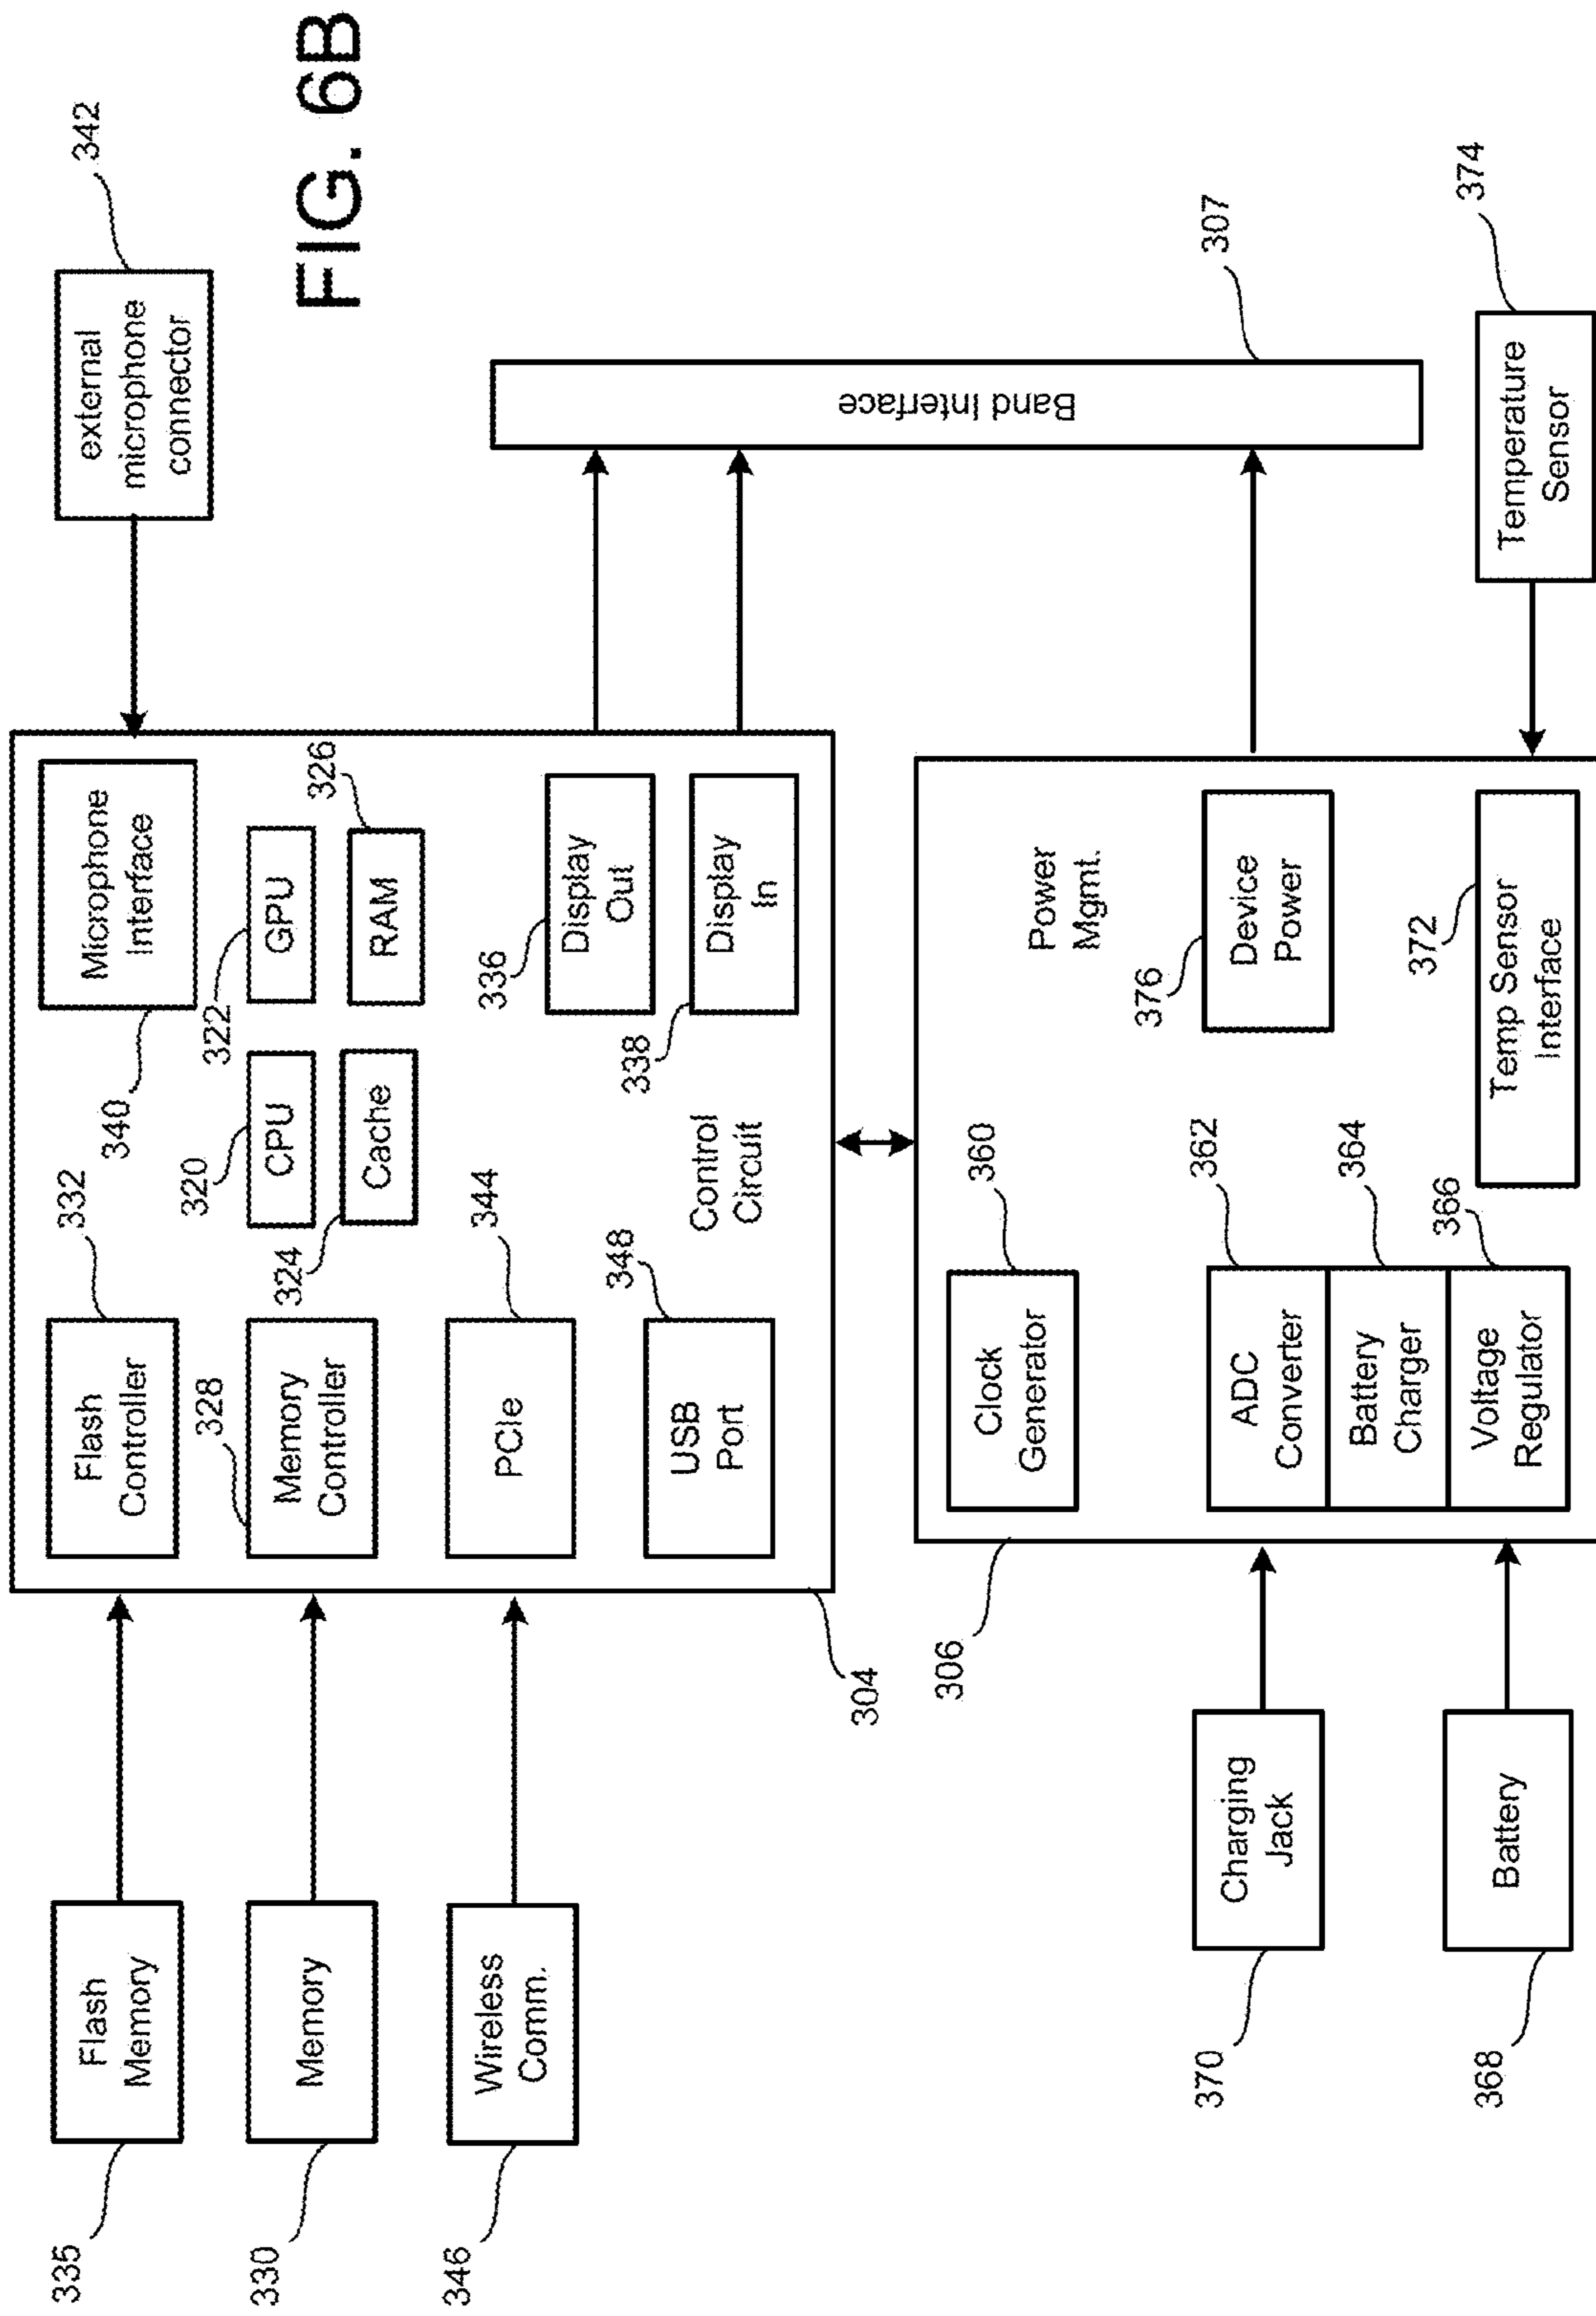 FIG. 6B
335
Flash
Memory
330
Memory
346
Wireless
Comm.
304
332
Flash
Controller
328
Memory
Controller
344
PCIe
348
USB
Port
340
Microphone
Interface
320
CPU
322
GPU
324
Cache
326
RAM
336
Display
Out
338
Display
In
Control
Circuit
342
external
microphone
connector
307
Band Interface
306
360
Clock
Generator
362
ADC
Converter
364
Battery
Charger
366
Voltage
Regulator
Power
Mgmt.
376
Device
Power
372
Temp Sensor
Interface
374
Temperature
Sensor
370
Charging
Jack
368
Battery